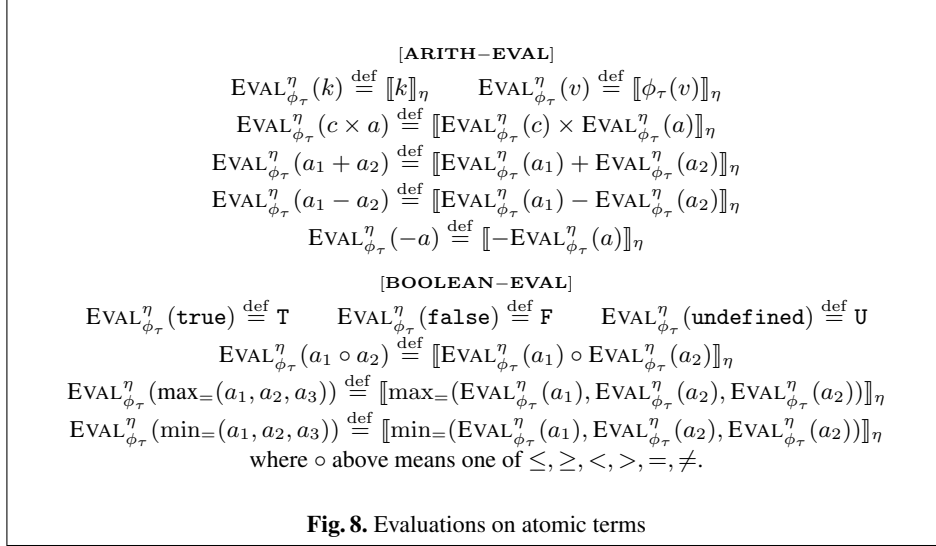 [ARITH−EVAL]
EVAL^η_{ϕ_τ}(k) ≝ ⟦k⟧_η    EVAL^η_{ϕ_τ}(v) ≝ ⟦ϕ_τ(v)⟧_η
EVAL^η_{ϕ_τ}(c × a) ≝ ⟦EVAL^η_{ϕ_τ}(c) × EVAL^η_{ϕ_τ}(a)⟧_η
EVAL^η_{ϕ_τ}(a_1 + a_2) ≝ ⟦EVAL^η_{ϕ_τ}(a_1) + EVAL^η_{ϕ_τ}(a_2)⟧_η
EVAL^η_{ϕ_τ}(a_1 − a_2) ≝ ⟦EVAL^η_{ϕ_τ}(a_1) − EVAL^η_{ϕ_τ}(a_2)⟧_η
EVAL^η_{ϕ_τ}(−a) ≝ ⟦−EVAL^η_{ϕ_τ}(a)⟧_η
[BOOLEAN−EVAL]
EVAL^η_{ϕ_τ}(true) ≝ T    EVAL^η_{ϕ_τ}(false) ≝ F    EVAL^η_{ϕ_τ}(undefined) ≝ U
EVAL^η_{ϕ_τ}(a_1 ∘ a_2) ≝ ⟦EVAL^η_{ϕ_τ}(a_1) ∘ EVAL^η_{ϕ_τ}(a_2)⟧_η
EVAL^η_{ϕ_τ}(max_=(a_1, a_2, a_3)) ≝ ⟦max_=(EVAL^η_{ϕ_τ}(a_1), EVAL^η_{ϕ_τ}(a_2), EVAL^η_{ϕ_τ}(a_2))⟧_η
EVAL^η_{ϕ_τ}(min_=(a_1, a_2, a_3)) ≝ ⟦min_=(EVAL^η_{ϕ_τ}(a_1), EVAL^η_{ϕ_τ}(a_2), EVAL^η_{ϕ_τ}(a_2))⟧_η
where ∘ above means one of ≤, ≥, <, >, =, ≠.
Fig. 8. Evaluations on atomic terms